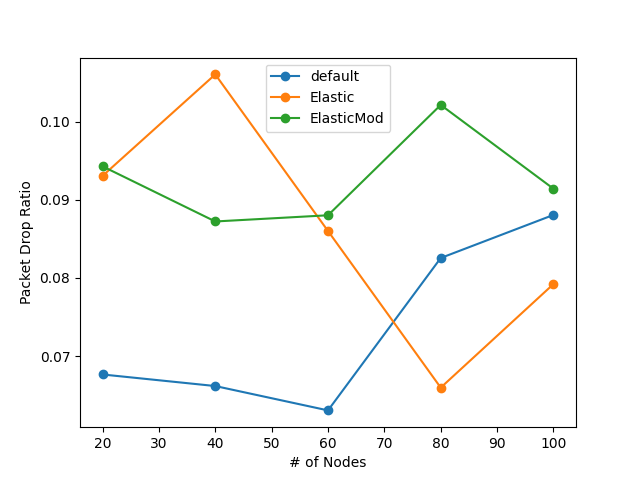 default
Elastic
ElasticMod
0.10
0.09
0.08
0.07
Packet Drop Ratio
20 30 40 50 60 70 80 90 100
# of Nodes